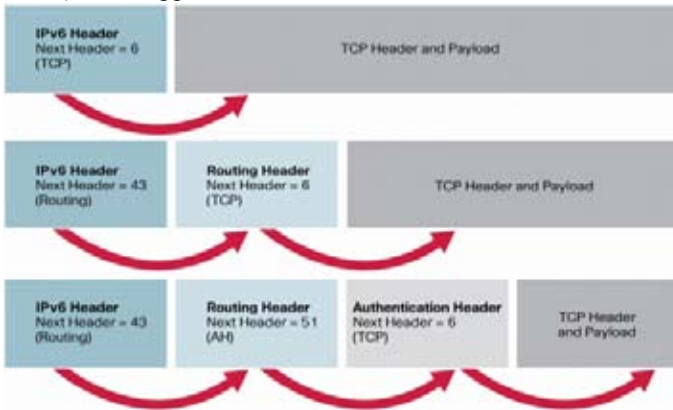 IPv6 Header
Next Header = 6
(TCP)
TCP Header and Payload
IPv6 Header
Next Header = 43
(Routing)
Routing Header
Next Header = 6
(TCP)
TCP Header and Payload
IPv6 Header
Next Header = 43
(Routing)
Routing Header
Next Header = 51
(AH)
Authentication Header
Next Header = 6
(TCP)
TCP Header
and Payload